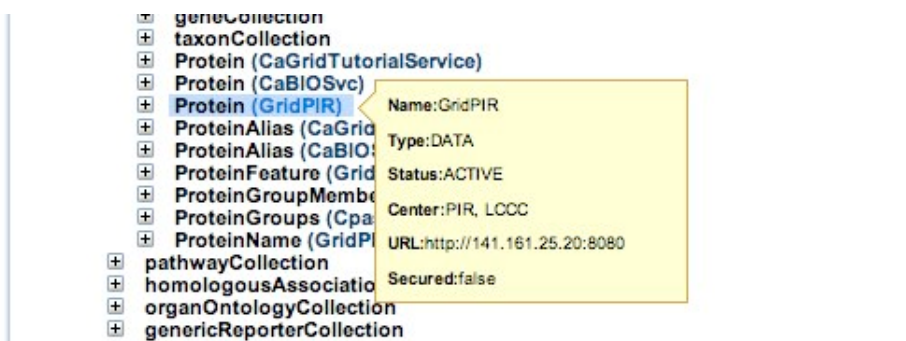 geneCollection
taxonCollection
Protein (CaGridTutorialService)
Protein (CaBIOSvc)
Protein (GridPIR)
ProteinAlias (CaGrid
ProteinAlias (CaBIO
ProteinFeature (Grid
ProteinGroupMembe
ProteinGroups (Cpa
ProteinName (GridP
pathwayCollection
homologousAssociatio
organOntologyCollection
genericReporterCollection
Name:GridPIR
Type:DATA
Status:ACTIVE
Center:PIR, LCCC
URL:http://141.161.25.20:8080
Secured:false